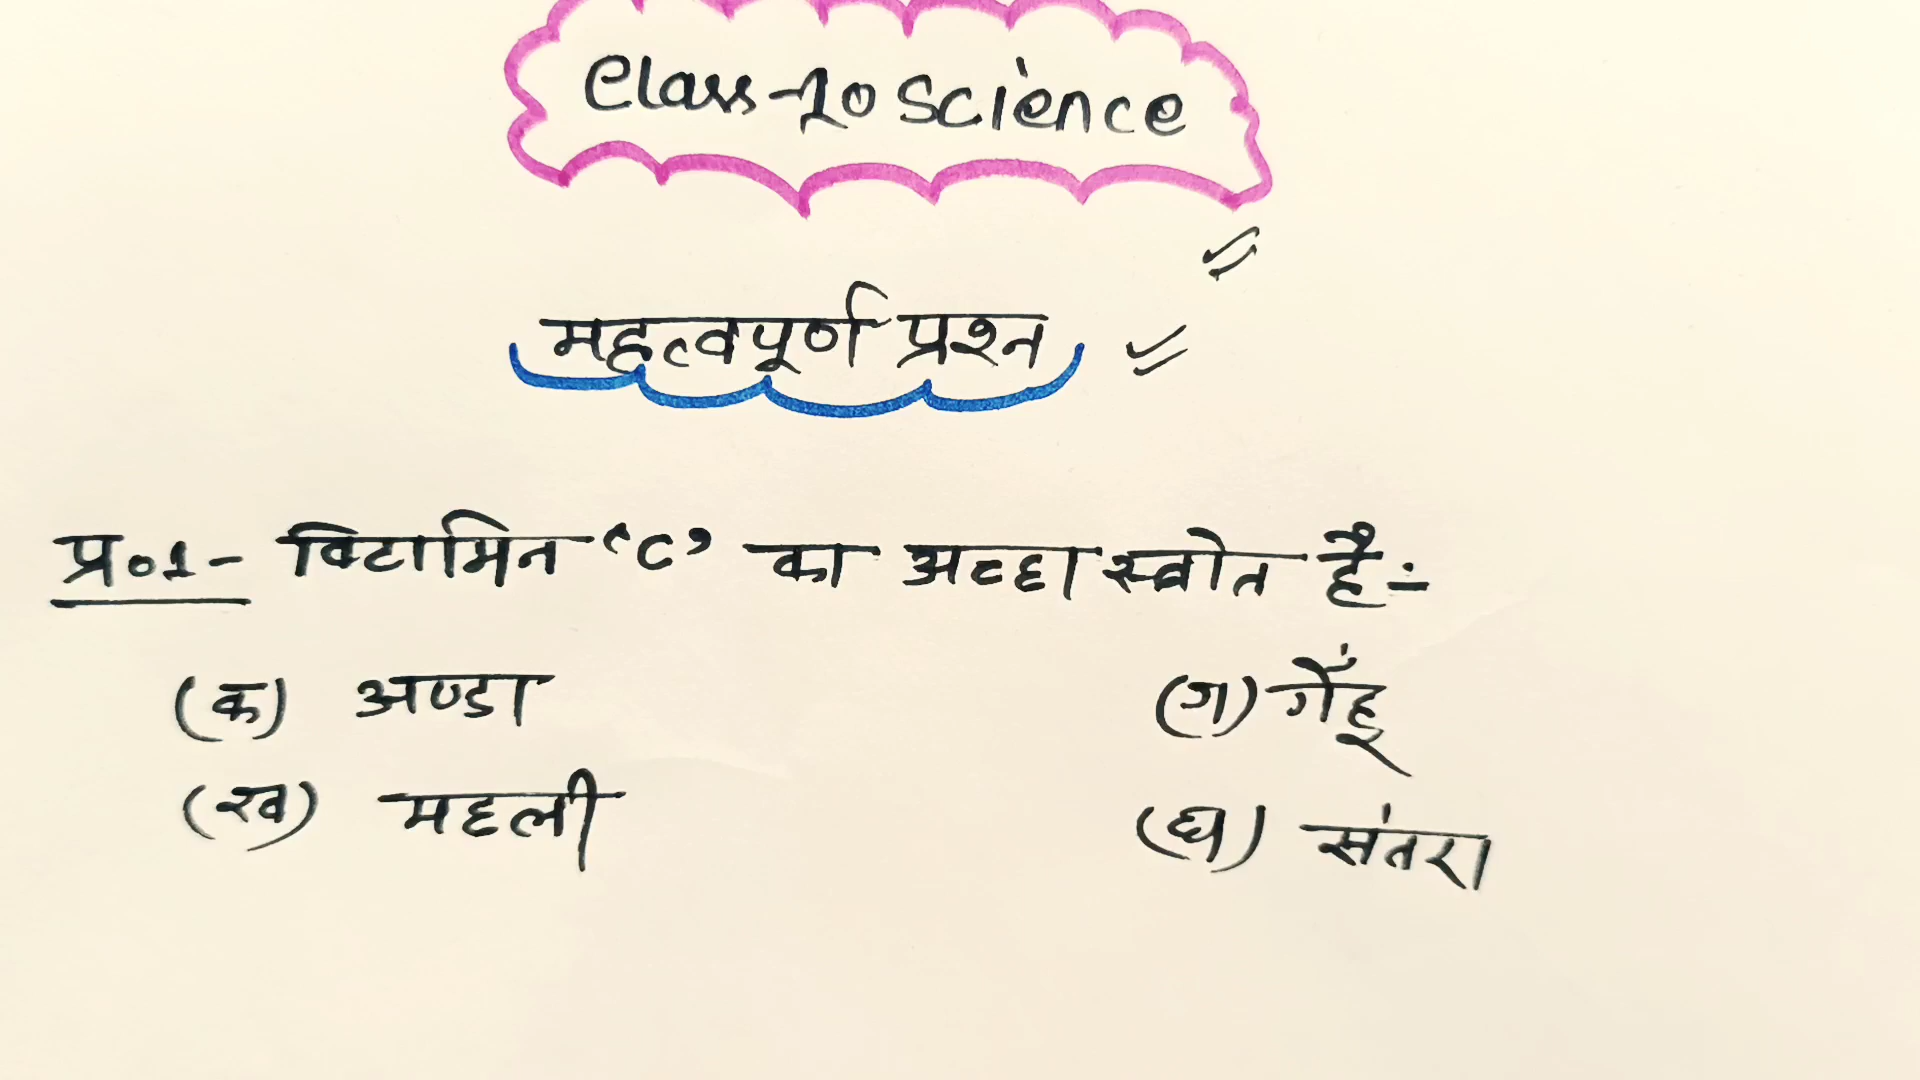 Class-10 Science
महत्वपूर्ण प्रश्न
प्र०1- विटामिन 'C' का अच्छा स्त्रोत है:-
(क) अण्डा
(ग) गेँहू
(ख) मछली
(घ) संतरा